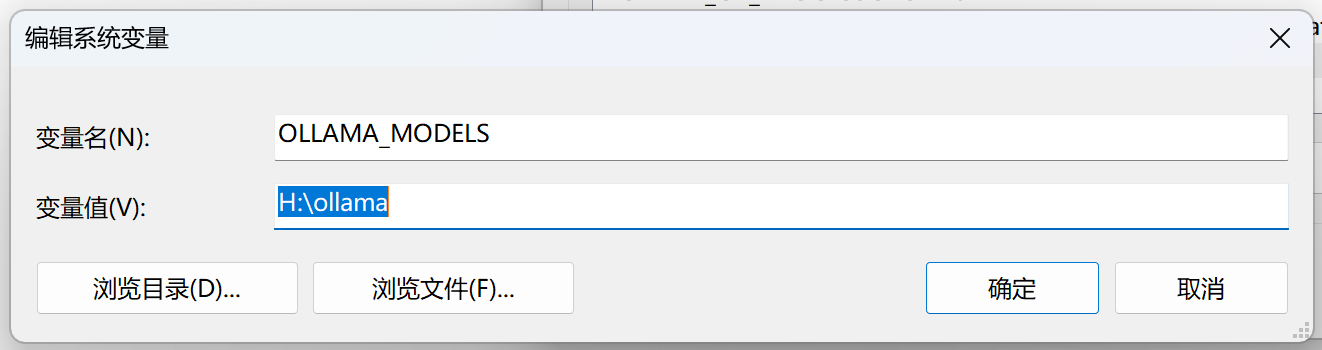 编辑系统变量
变量名(N):
OLLAMA_MODELS
变量值(V):
H:\ollama
浏览目录(D)...
浏览文件(F)...
确定
取消